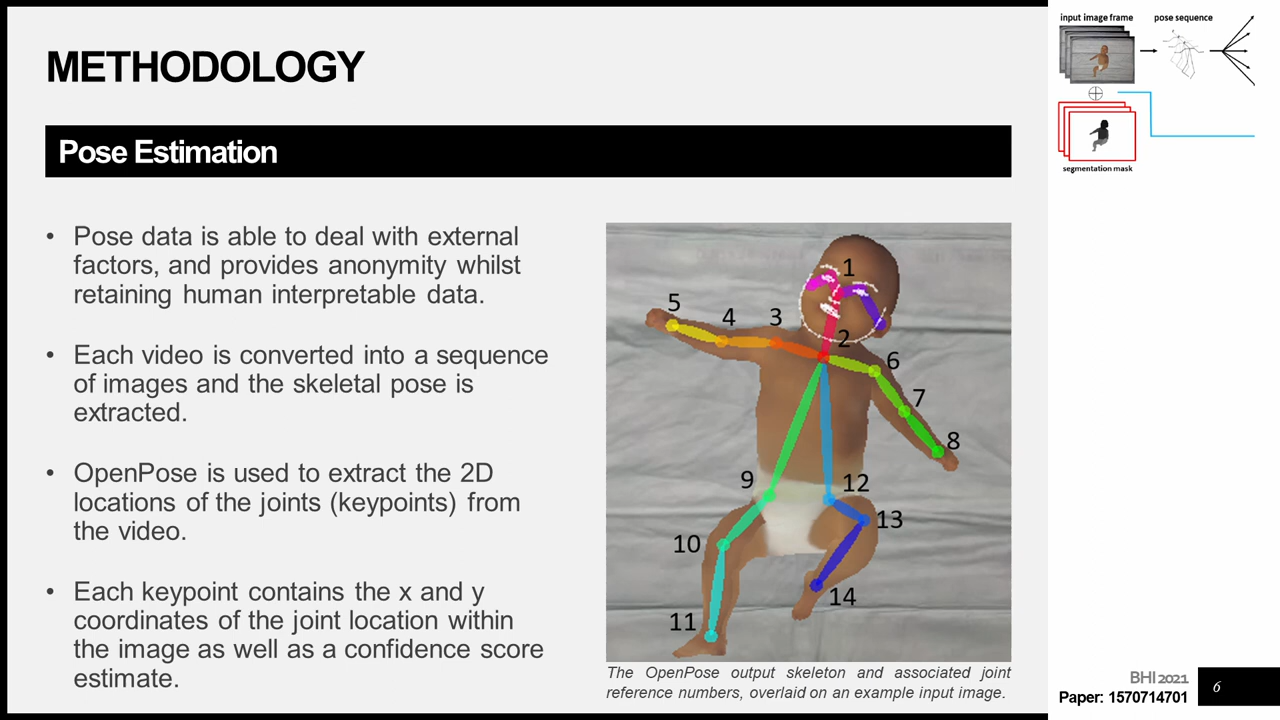 METHODOLOGY
Pose Estimation
• Pose data is able to deal with external
factors, and provides anonymity whilst
retaining human interpretable data.
• Each video is converted into a sequence
of images and the skeletal pose is
extracted.
• OpenPose is used to extract the 2D
locations of the joints (keypoints) from
the video.
• Each keypoint contains the x and y
coordinates of the joint location within
the image as well as a confidence score
estimate.
1
5
4
3
2
6
7
8
9
12
13
10
14
11
The OpenPose output skeleton and associated joint
reference numbers, overlaid on an example input image.
input image frame
pose sequence
segmentation mask
BHI 2021
Paper: 1570714701
6